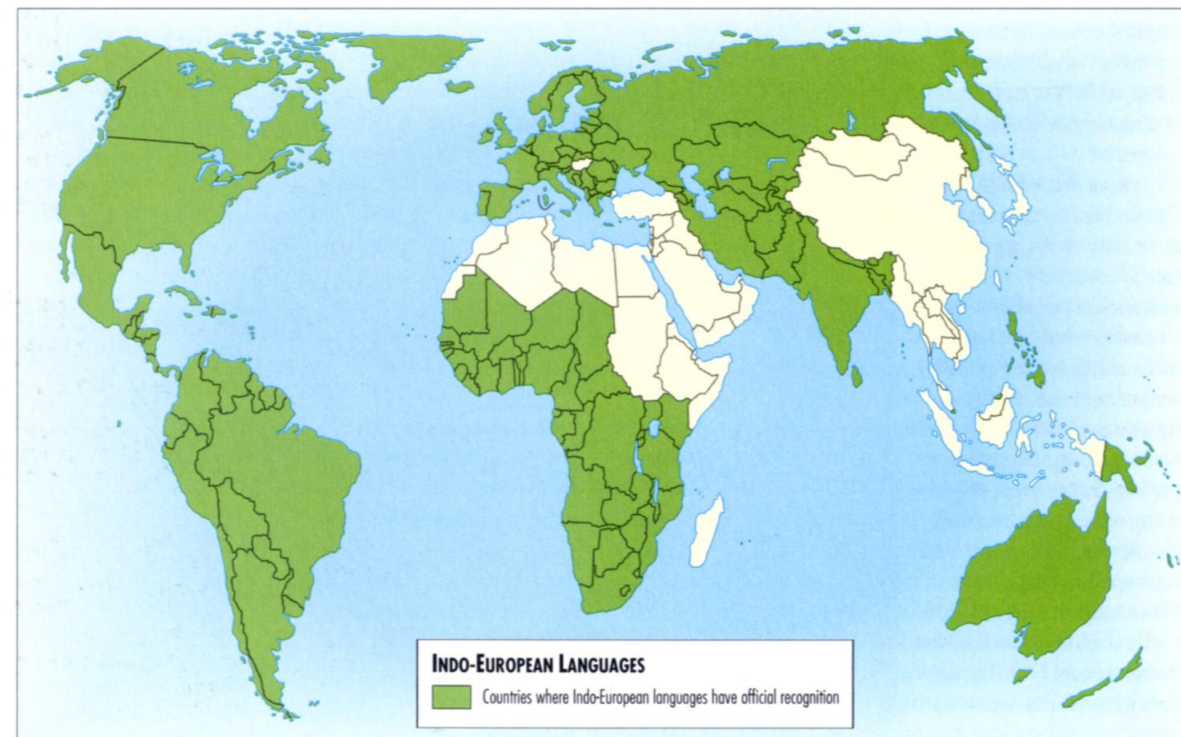 INDO-EUROPEAN LANGUAGES
Countries where Indo-European languages have official recognition